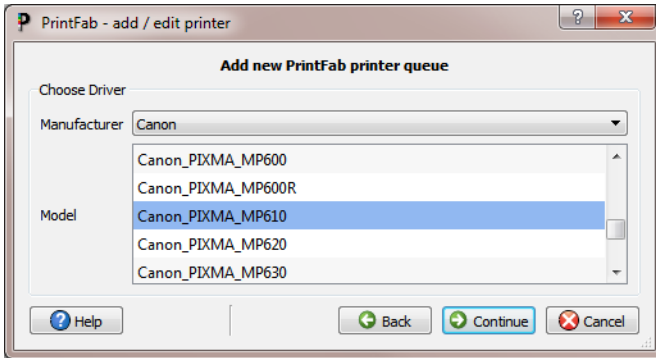 PrintFab - add / edit printer
Add new PrintFab printer queue
Choose Driver
Manufacturer Canon
Canon_PIXMA_MP600
Canon_PIXMA_MP600R
Model Canon_PIXMA_MP610
Canon_PIXMA_MP620
Canon_PIXMA_MP630
Help Back Continue Cancel